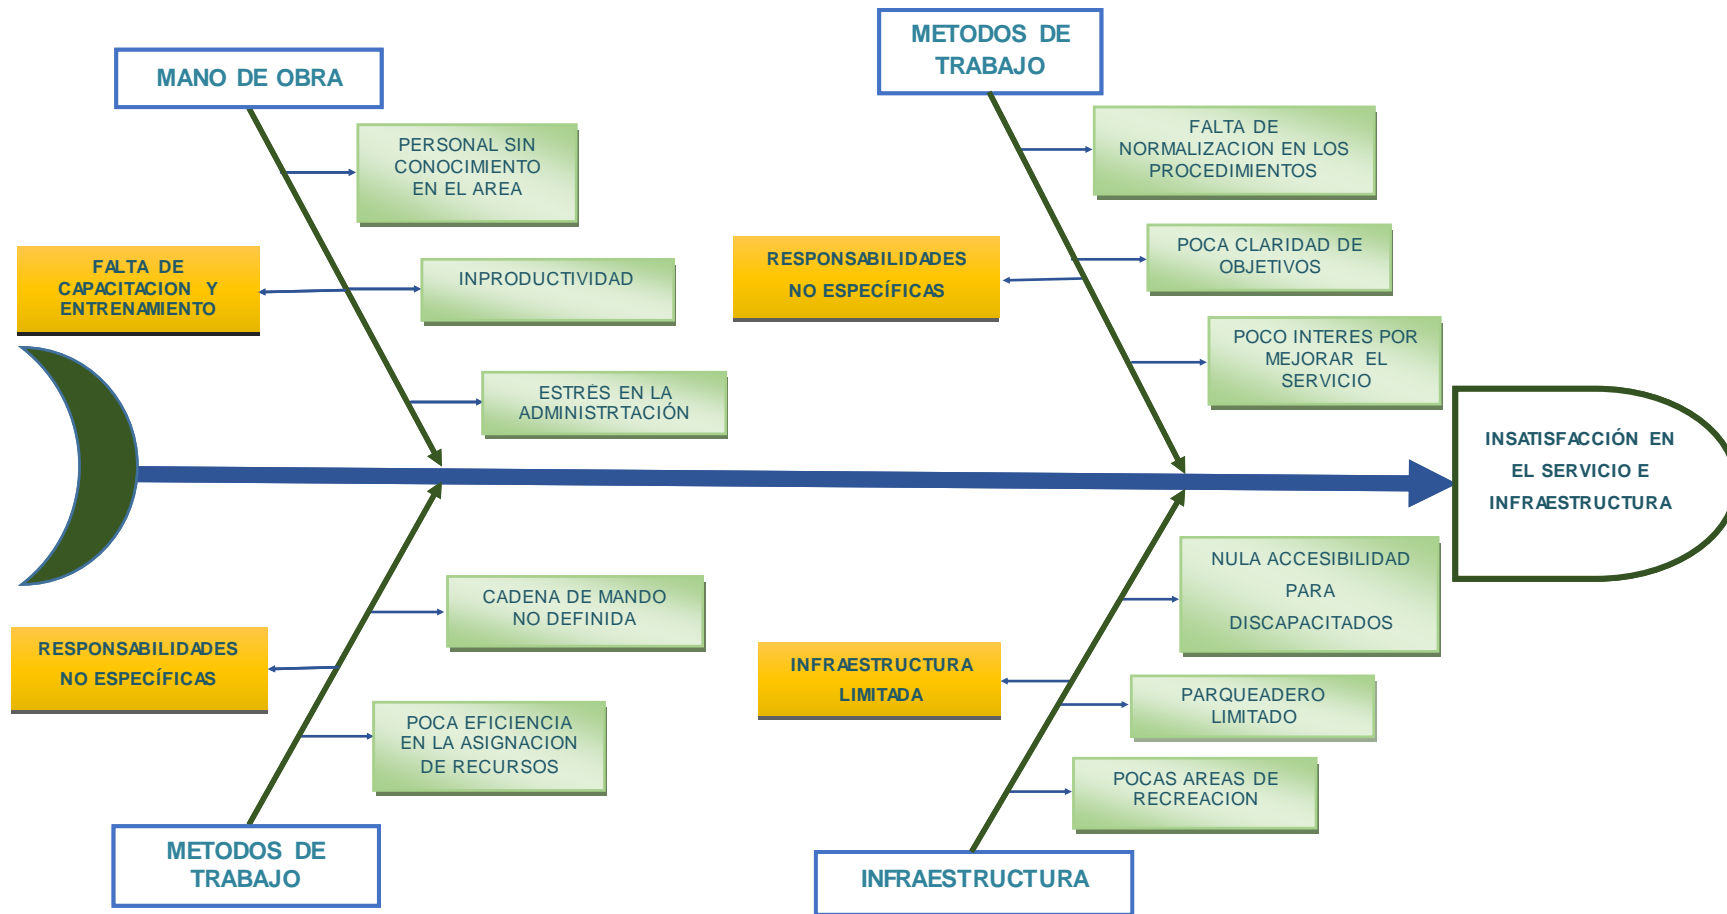 MANO DE OBRA
PERSONAL SIN
CONOCIMIENTO
EN EL AREA
FALTA DE
CAPACITACION Y
ENTRENAMIENTO
INPRODUCTIVIDAD
ESTRÉS EN LA
ADMINISTRTACIÓN
METODOS DE
TRABAJO
FALTA DE
NORMALIZACION EN LOS
PROCEDIMIENTOS
RESPONSABILIDADES
NO ESPECÍFICAS
POCA CLARIDAD DE
OBJETIVOS
POCO INTERES POR
MEJORAR EL
SERVICIO
INSATISFACCIÓN EN
EL SERVICIO E
INFRAESTRUCTURA
CADENA DE MANDO
NO DEFINIDA
RESPONSABILIDADES
NO ESPECÍFICAS
POCA EFICIENCIA
EN LA ASIGNACION
DE RECURSOS
METODOS DE
TRABAJO
NULA ACCESIBILIDAD
PARA
DISCAPACITADOS
INFRAESTRUCTURA
LIMITADA
PARQUEADERO
LIMITADO
POCAS AREAS DE
RECREACION
INFRAESTRUCTURA